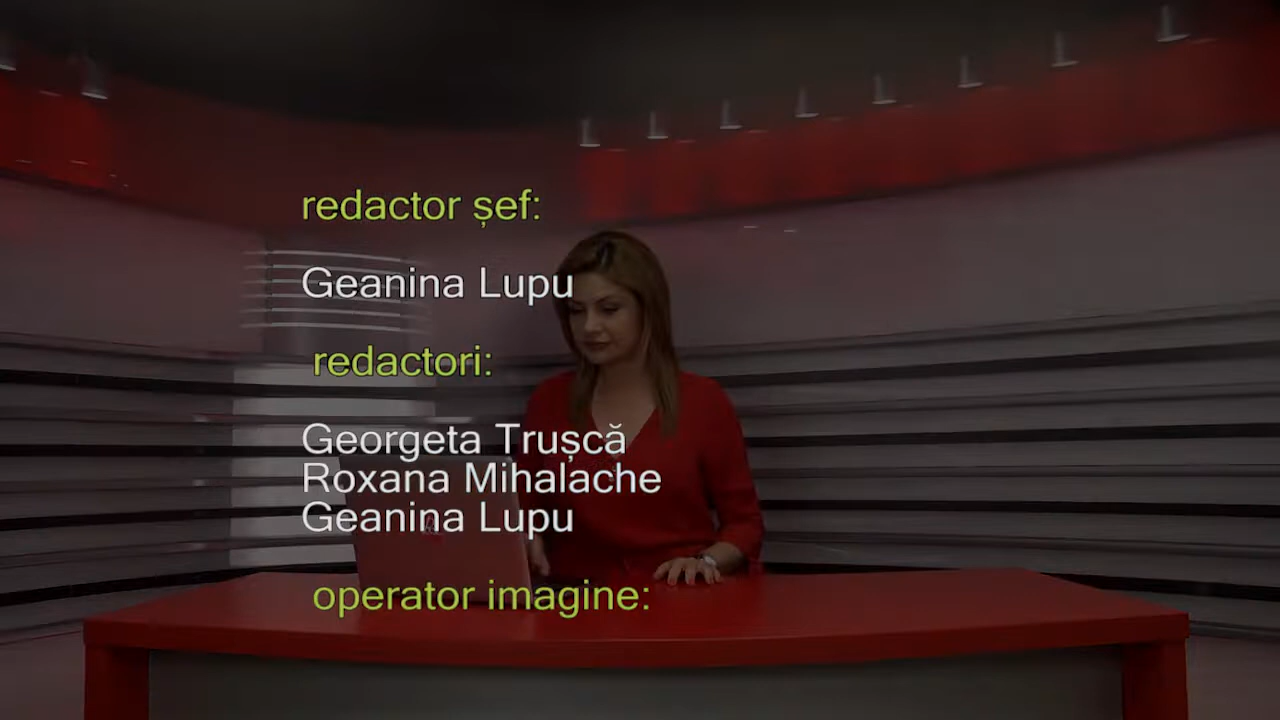 redactor șef:
Geanina Lupu
redactori:
Georgeta Trușcă
Roxana Mihalache
Geanina Lupu
operator imagine: